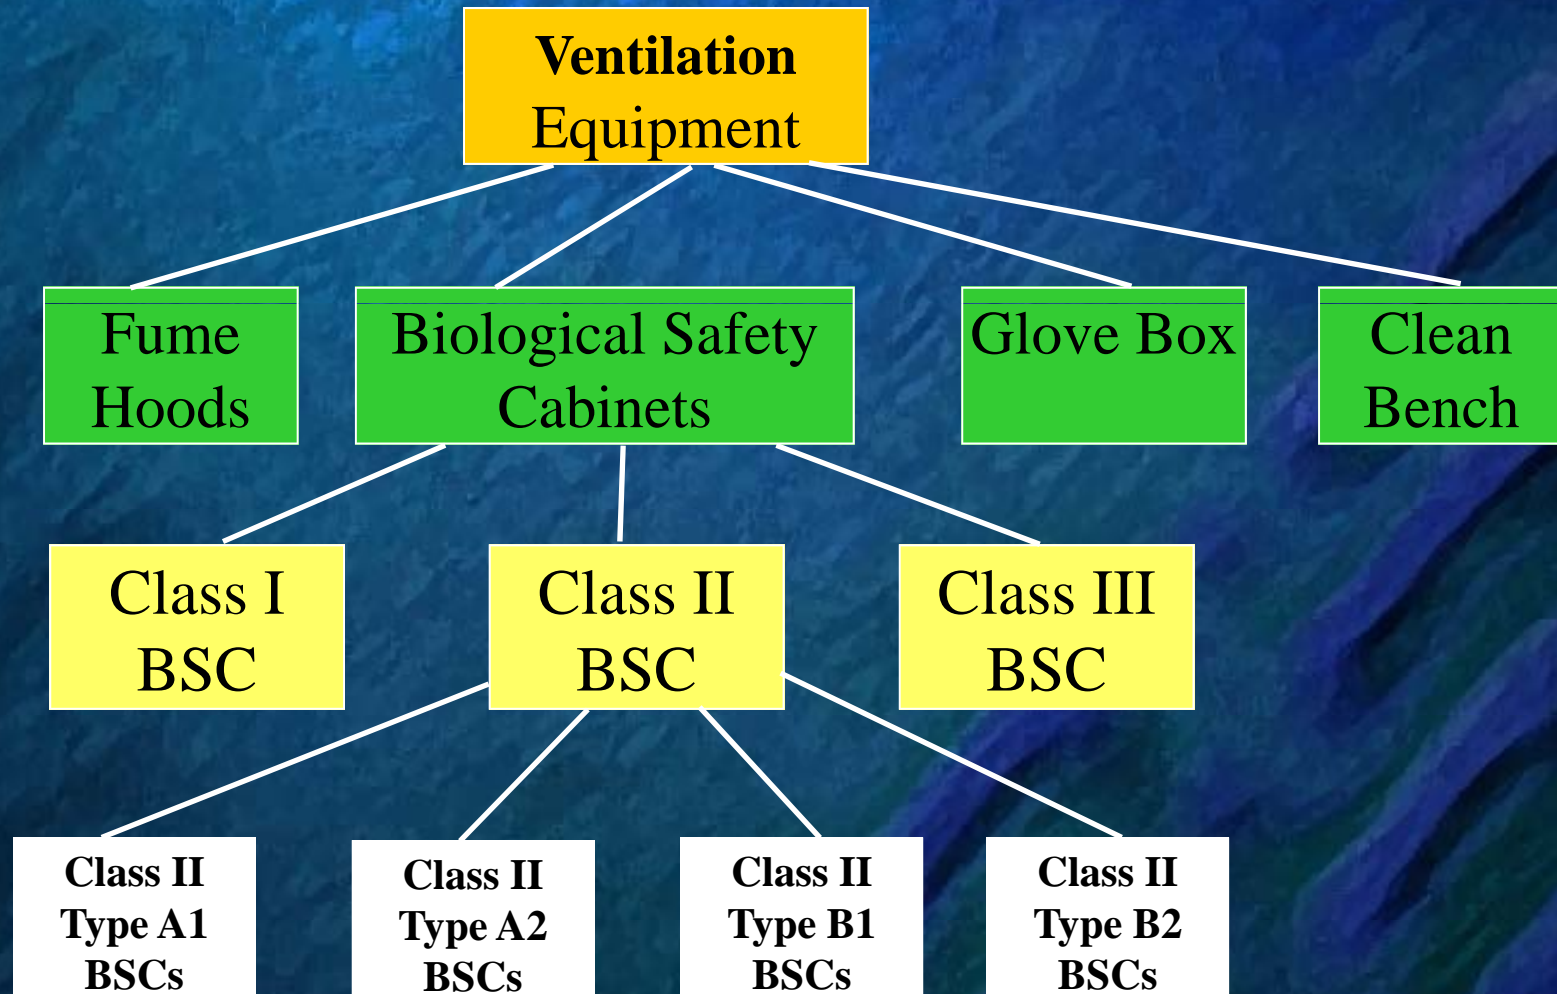 Ventilation
Equipment
Fume
Hoods
Biological Safety
Cabinets
Glove Box
Clean
Bench
Class I
BSC
Class II
BSC
Class III
BSC
Class II
Type A1
BSCs
Class II
Type A2
BSCs
Class II
Type B1
BSCs
Class II
Type B2
BSCs